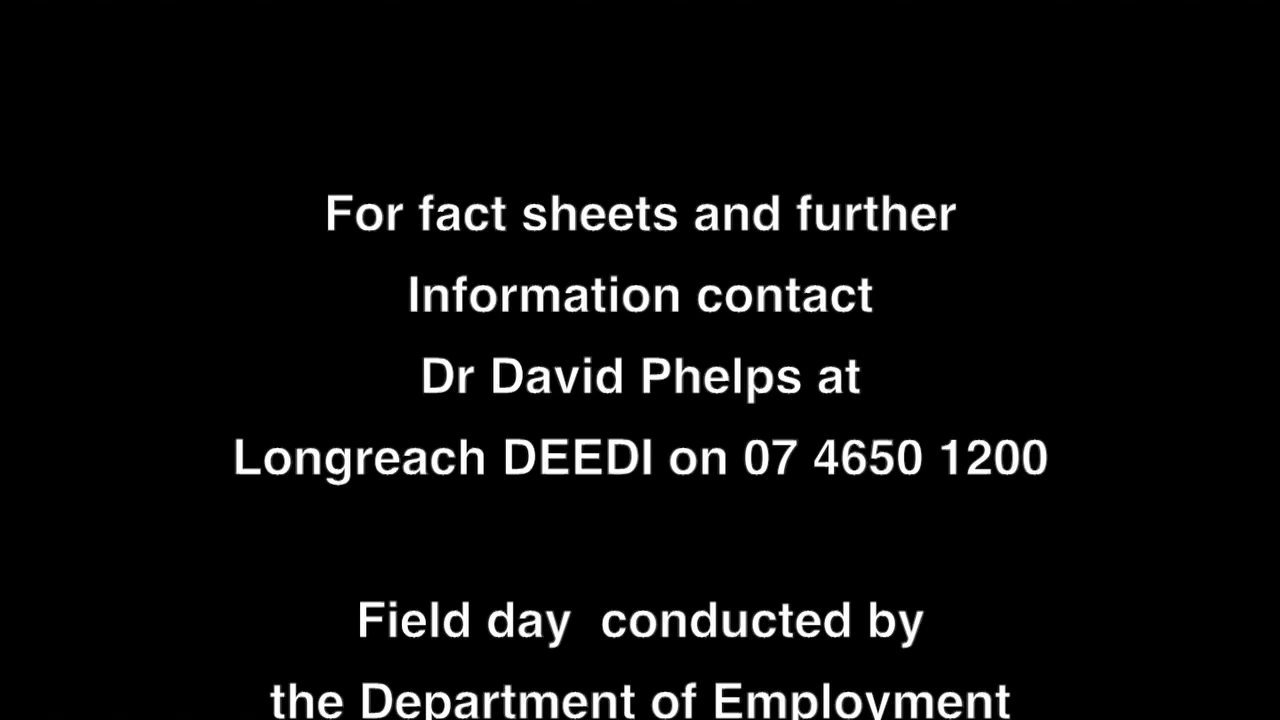 For fact sheets and further
Information contact
Dr David Phelps at
Longreach DEEDI on 07 4650 1200
Field day  conducted by
the Department of Employment